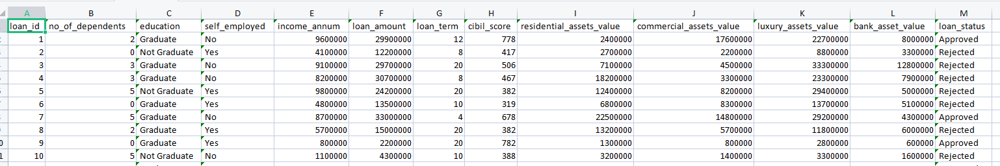 A B C D E F G H I J K L M
loan_id no_of_dependents education self_employed income_annum loan_amount loan_term cibil_score residential_assets_value commercial_assets_value luxury_assets_value bank_asset_value loan_status
1 2 Graduate No 9600000 29900000 12 778 2400000 17600000 22700000 8000000 Approved
2 0 Not Graduate Yes 4100000 12200000 8 417 2700000 2200000 8800000 3300000 Rejected
3 3 Graduate No 9100000 29700000 20 506 7100000 4500000 33300000 12800000 Rejected
4 3 Graduate No 8200000 30700000 8 467 18200000 3300000 23300000 7900000 Rejected
5 5 Not Graduate Yes 9800000 24200000 20 382 12400000 8200000 29400000 5000000 Rejected
6 0 Graduate Yes 4800000 13500000 10 319 6800000 8300000 13700000 5100000 Rejected
7 5 Graduate No 8700000 33000000 4 678 22500000 14800000 29200000 4300000 Approved
8 2 Graduate Yes 5700000 15000000 20 382 13200000 5700000 11800000 6000000 Rejected
9 0 Graduate Yes 800000 2200000 20 782 1300000 800000 2800000 600000 Approved
10 5 Not Graduate No 1100000 4300000 10 388 3200000 1400000 3300000 1600000 Rejected